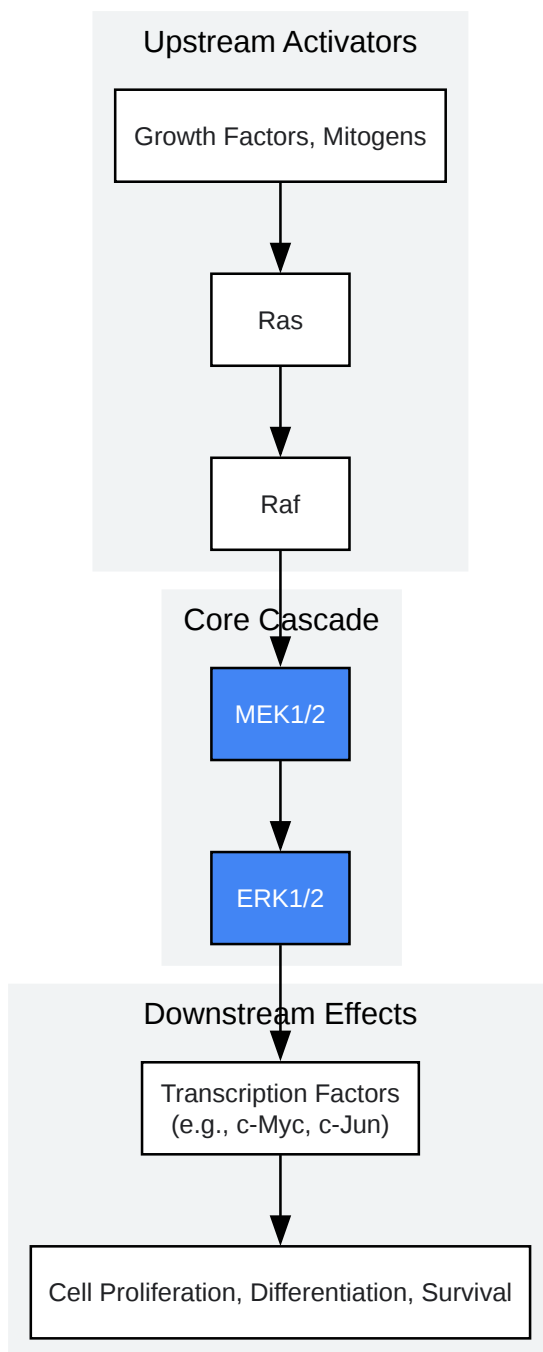 Upstream Activators
Growth Factors, Mitogens
Ras
Raf
Core Cascade
MEK1/2
ERK1/2
Downstream Effects
Transcription Factors
(e.g., c-Myc, c-Jun)
Cell Proliferation, Differentiation, Survival